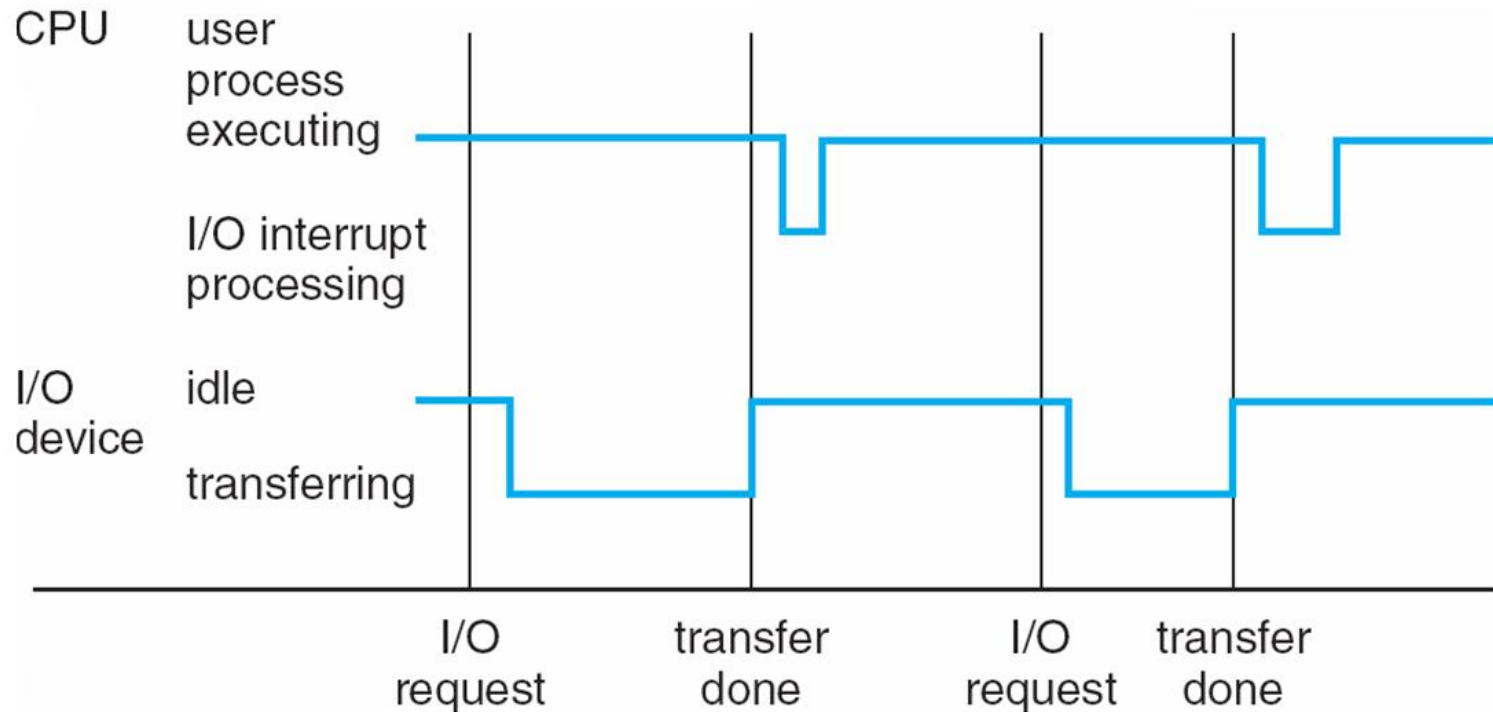 CPU user
process
executing
I/O interrupt
processing
I/O idle
device
transferring
I/O transfer I/O transfer
request done request done